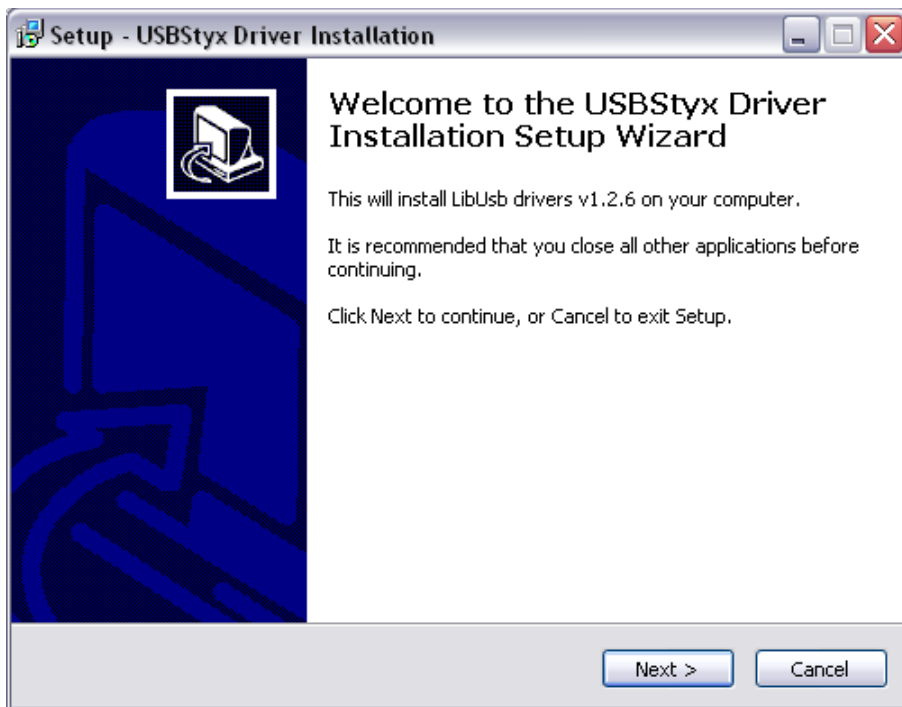 Setup - USBStyx Driver Installation
Welcome to the USBStyx Driver
Installation Setup Wizard
This will install LibUsb drivers v1.2.6 on your computer.
It is recommended that you close all other applications before
continuing.
Click Next to continue, or Cancel to exit Setup.
Next >
Cancel